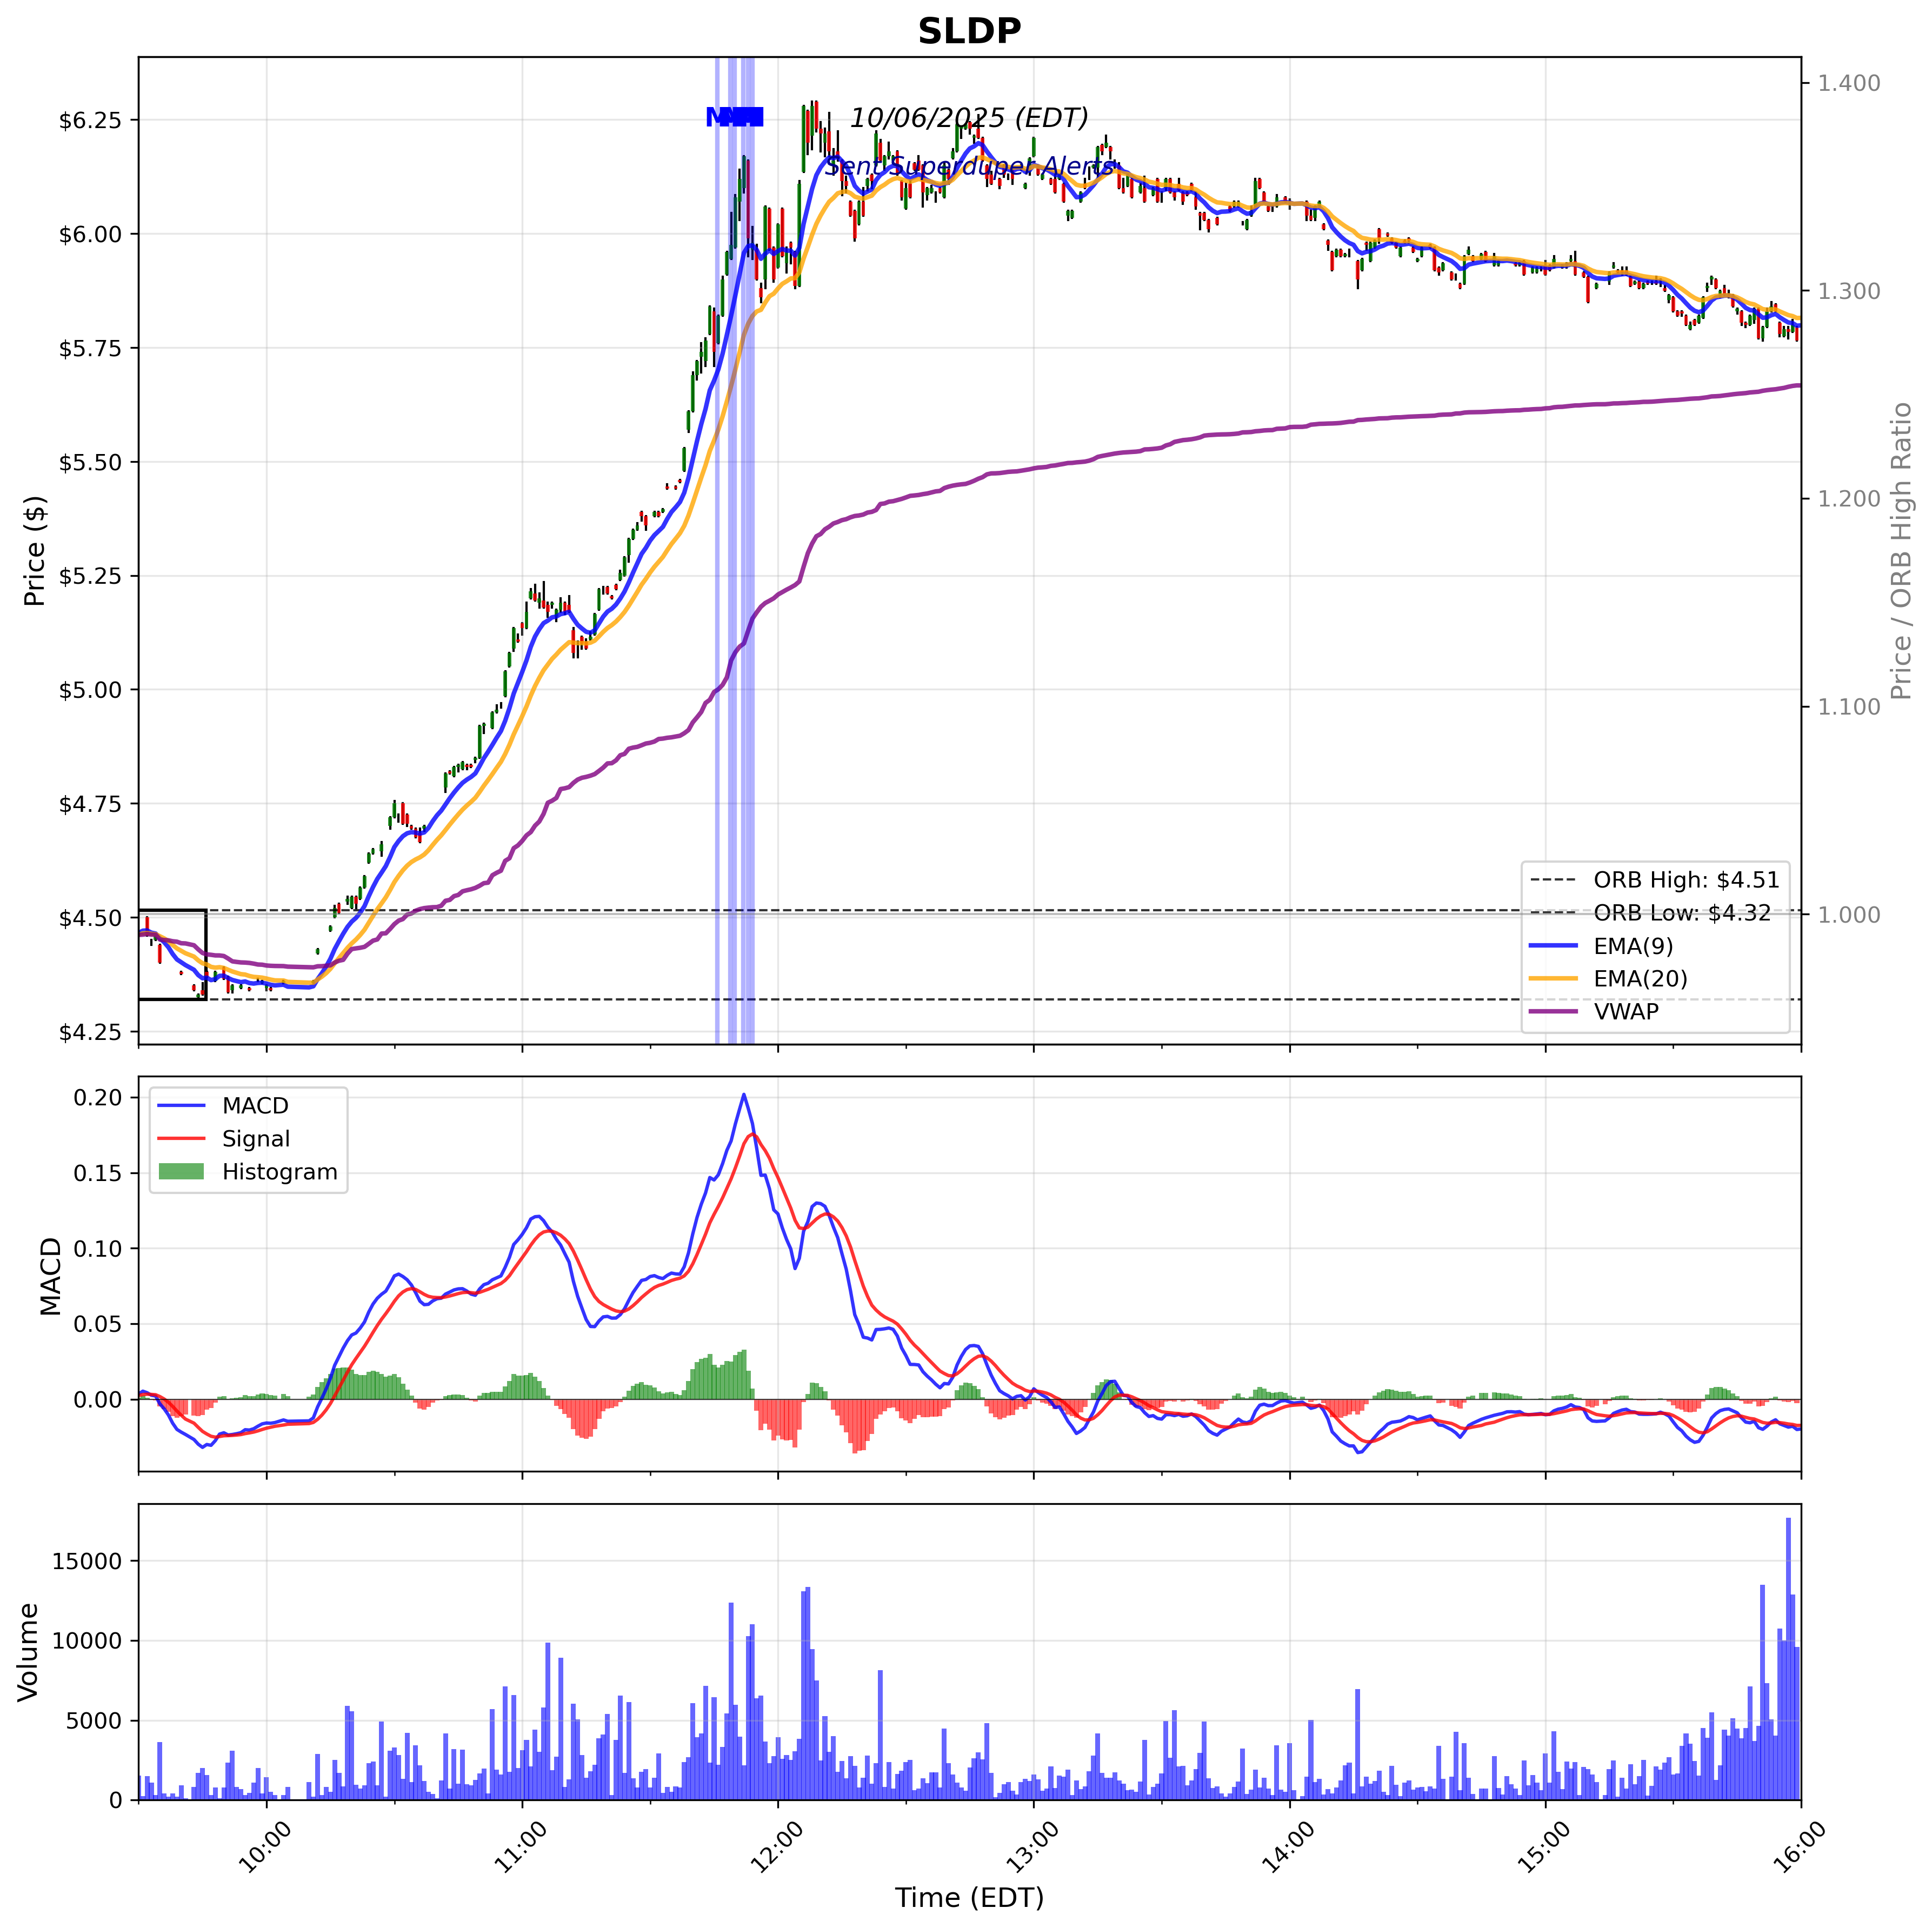 SLDP
10/06/2025 (EDT)
Sent Superduper Alerts
Price ($)
$6.25
$6.00
$5.75
$5.50
$5.25
$5.00
$4.75
$4.50
$4.25
1.400
1.300
1.200
1.100
1.000
Price / ORB High Ratio
ORB High: $4.51
ORB Low: $4.32
EMA(9)
EMA(20)
VWAP
MACD
0.20
0.15
0.10
0.05
0.00
MACD
Signal
Histogram
Volume
15000
10000
5000
0
10:00
11:00
12:00
13:00
14:00
15:00
16:00
Time (EDT)